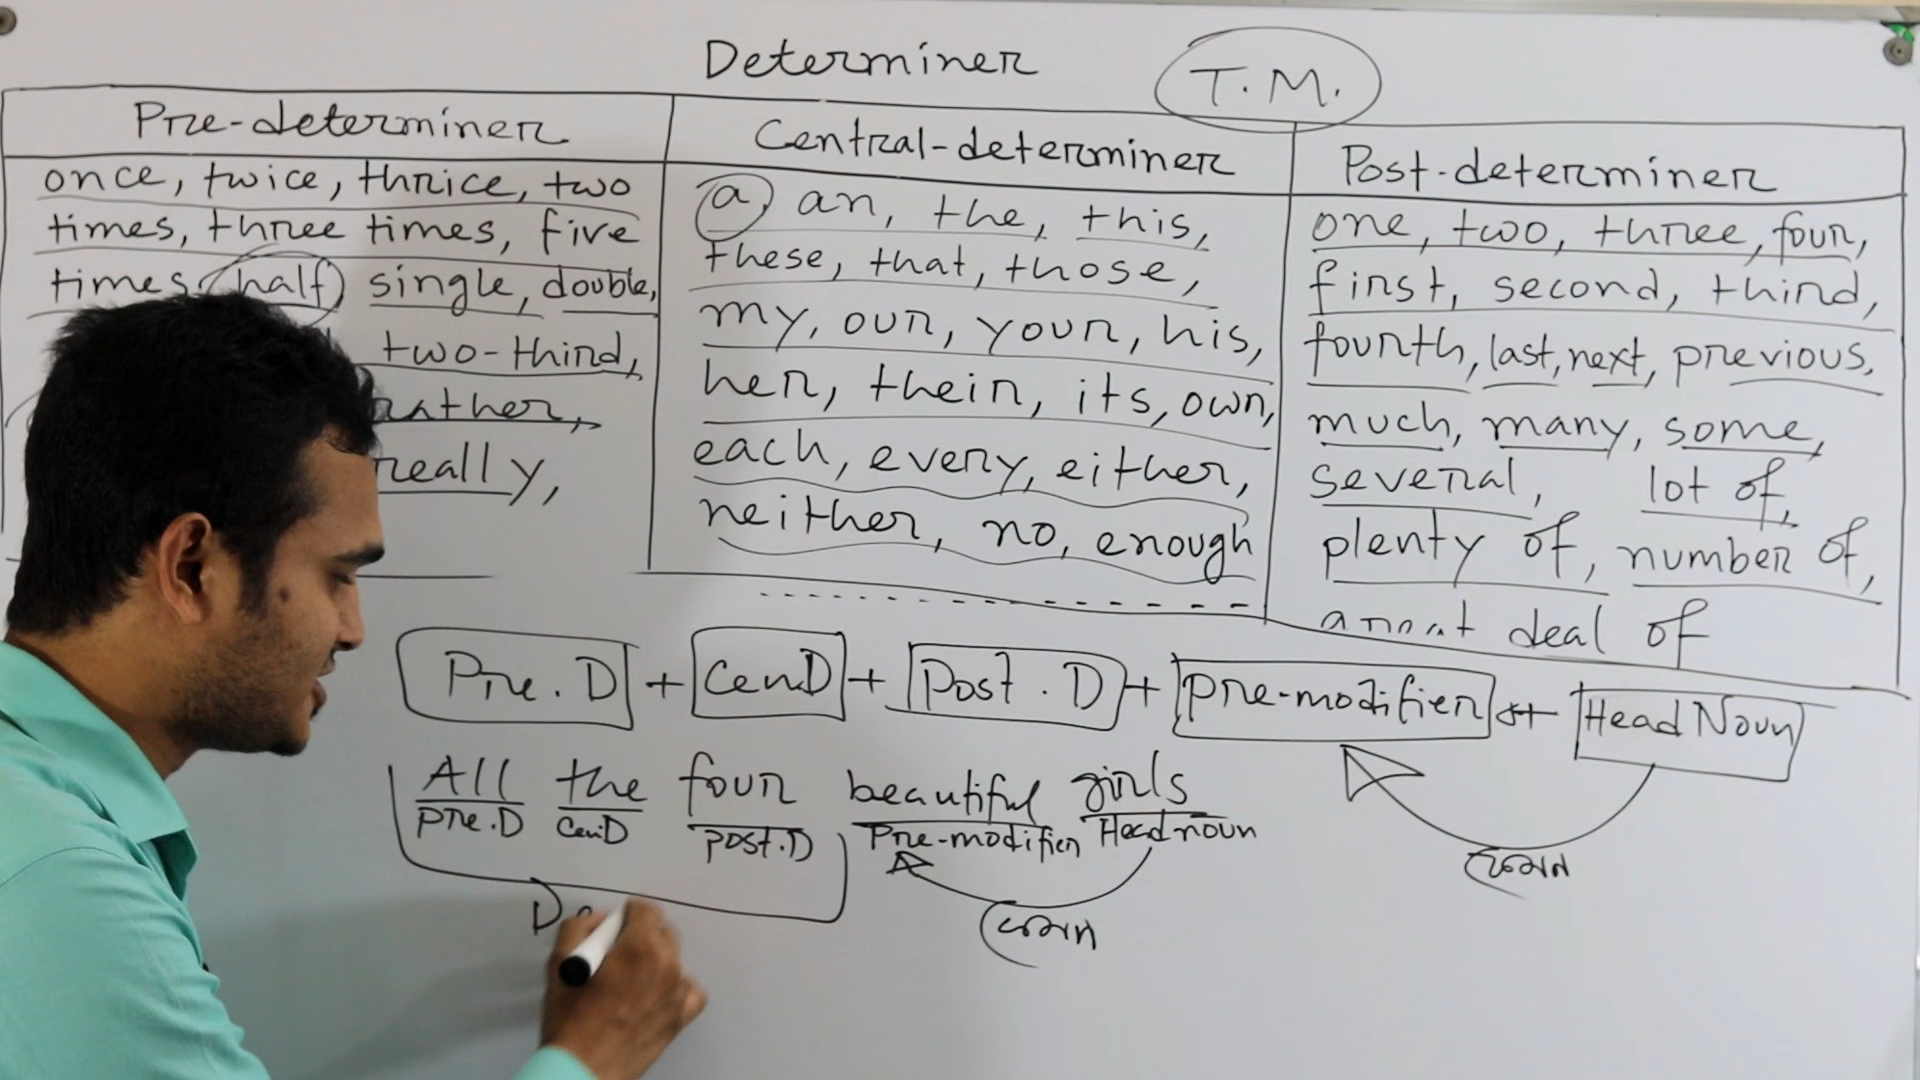 Determiner T.M.
Pre-determiner
once, twice, thrice, two
times, three times, five
times, half, single, double,
two-third,
rather,
really,
Central-determiner
a, an, the, this,
these, that, those,
my, our, your, his,
her, their, its, own,
each, every, either,
neither, no, enough
Post-determiner
one, two, three, four,
first, second, third,
fourth, last, next, previous,
much, many, some,
several, lot of,
plenty of, number of,
deal of
Pre. D + Cen.D + Post. D + Pre-modifier + Head Noun
All the four beautiful girls
Pre.D Cen.D Post.D Pre-modifier Head noun